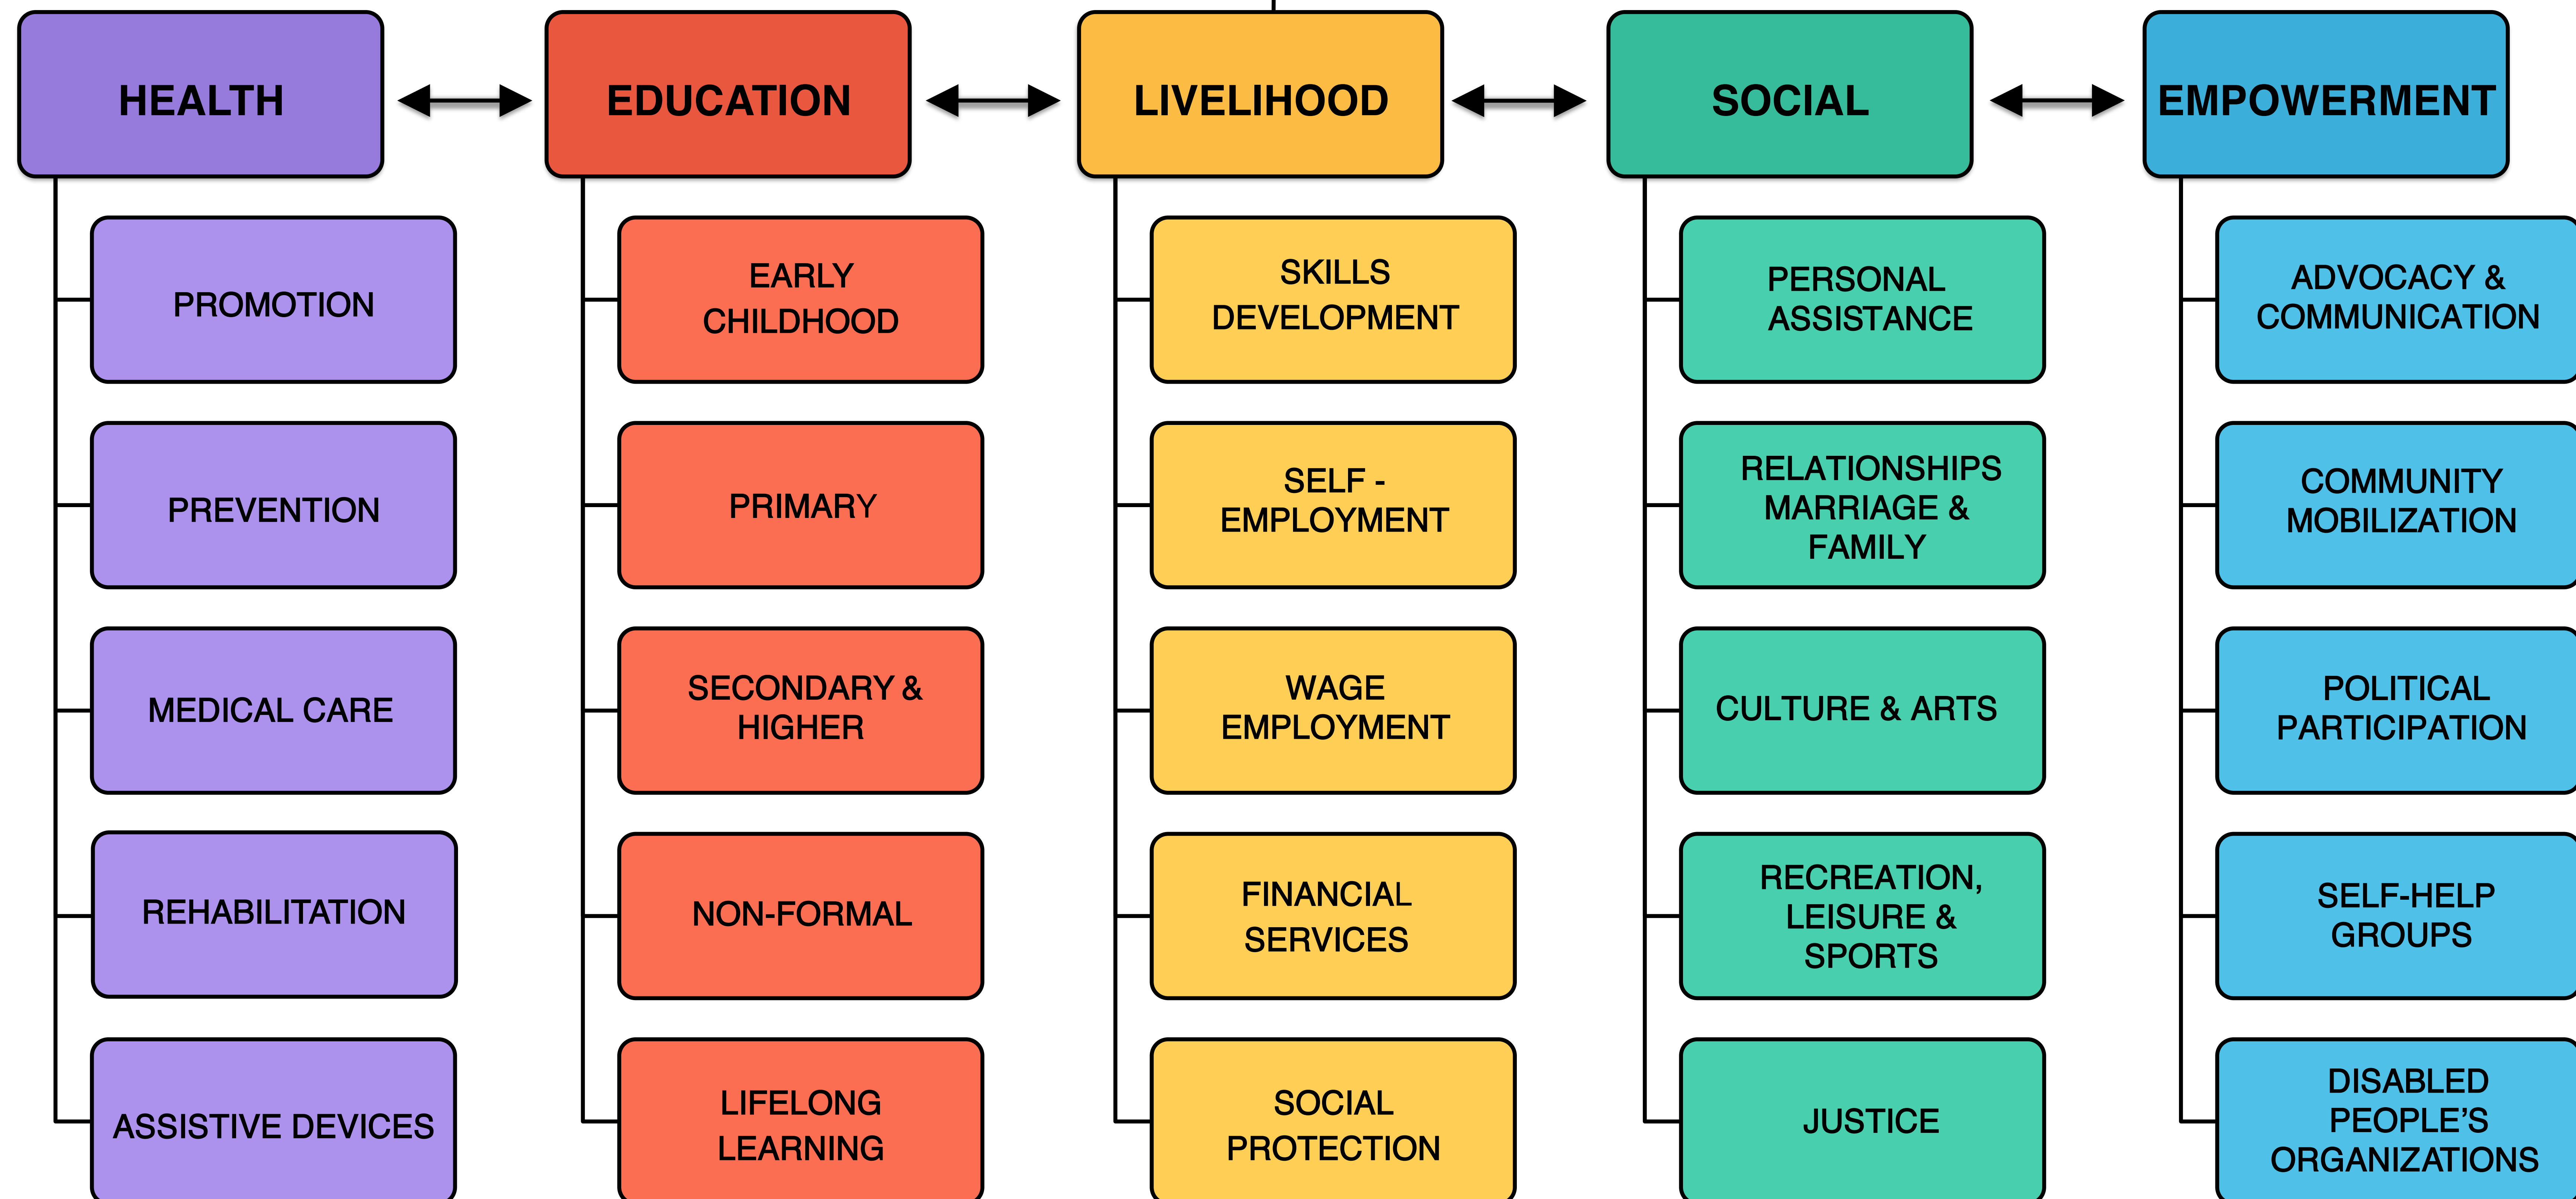 HEALTH
EDUCATION
LIVELIHOOD
SOCIAL
EMPOWERMENT
PROMOTION
PREVENTION
MEDICAL CARE
REHABILITATION
ASSISTIVE DEVICES
EARLY
CHILDHOOD
PRIMARY
SECONDARY &
HIGHER
NON-FORMAL
LIFELONG
LEARNING
SKILLS
DEVELOPMENT
SELF -
EMPLOYMENT
WAGE
EMPLOYMENT
FINANCIAL
SERVICES
SOCIAL
PROTECTION
PERSONAL
ASSISTANCE
RELATIONSHIPS
MARRIAGE &
FAMILY
CULTURE & ARTS
RECREATION,
LEISURE &
SPORTS
JUSTICE
ADVOCACY &
COMMUNICATION
COMMUNITY
MOBILIZATION
POLITICAL
PARTICIPATION
SELF-HELP
GROUPS
DISABLED
PEOPLE’S
ORGANIZATIONS